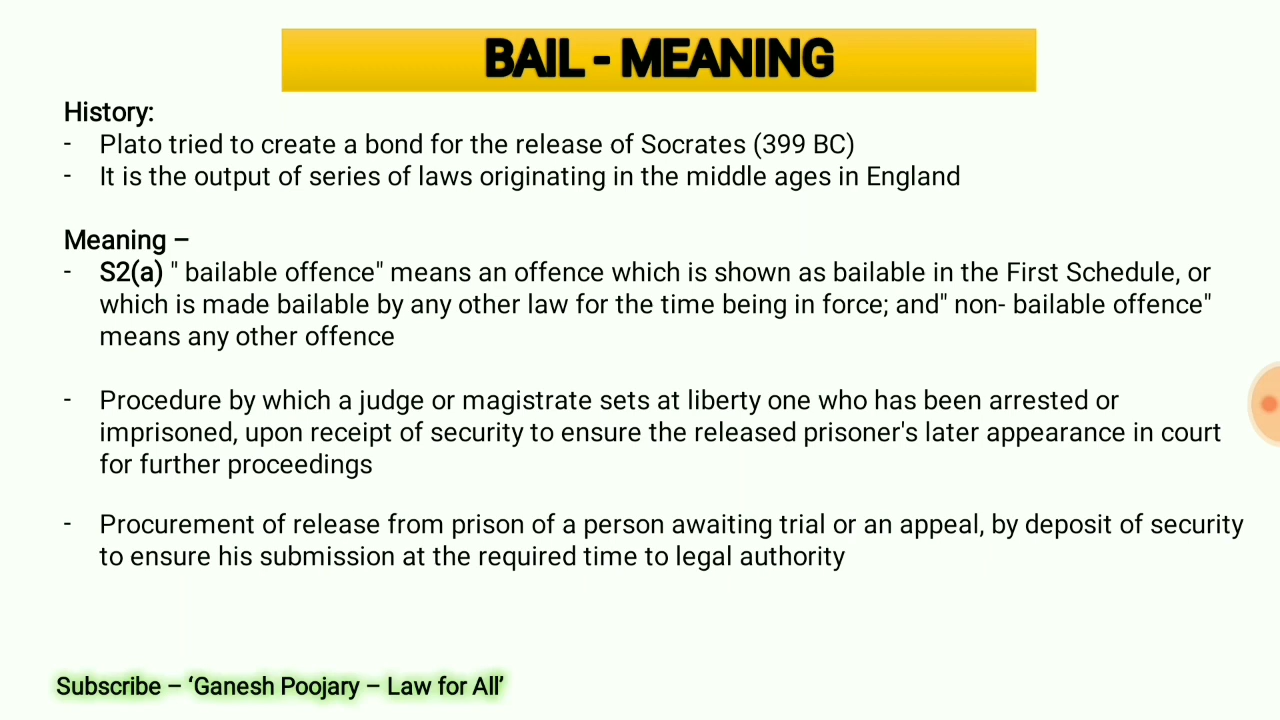 BAIL - MEANING
History:
- Plato tried to create a bond for the release of Socrates (399 BC)
- It is the output of series of laws originating in the middle ages in England
Meaning –
- S2(a) " bailable offence" means an offence which is shown as bailable in the First Schedule, or
which is made bailable by any other law for the time being in force; and" non- bailable offence"
means any other offence
- Procedure by which a judge or magistrate sets at liberty one who has been arrested or
imprisoned, upon receipt of security to ensure the released prisoner's later appearance in court
for further proceedings
- Procurement of release from prison of a person awaiting trial or an appeal, by deposit of security
to ensure his submission at the required time to legal authority
Subscribe – ‘Ganesh Poojary – Law for All’